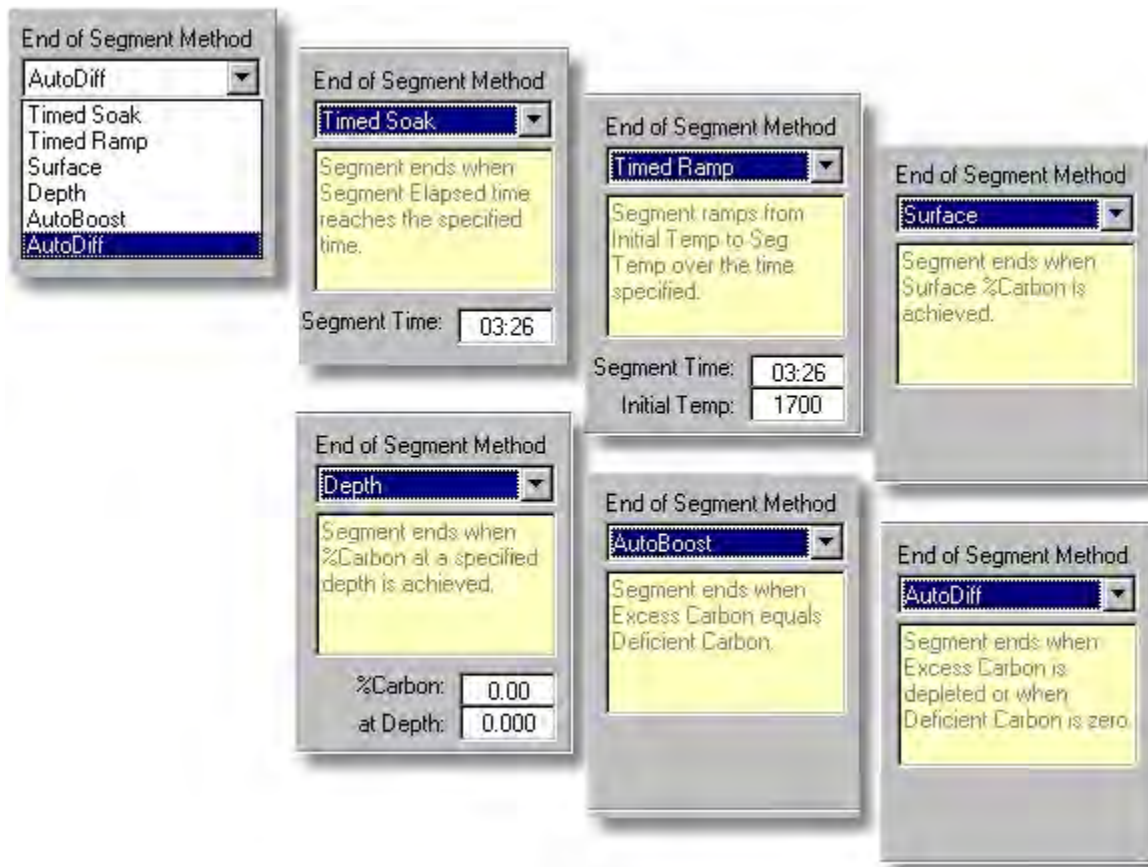 End of Segment Method
AutoDiff
Timed Soak
Timed Ramp
Surface
Depth
AutoBoost
AutoDiff
End of Segment Method
Timed Soak
Segment ends when
Segment Elapsed time
reaches the specified
time.
Segment Time: 03:26
End of Segment Method
Timed Ramp
Segment ramps from
Initial Temp to Seg
Temp over the time
specified.
Segment Time: 03:26
Initial Temp: 1700
End of Segment Method
Surface
Segment ends when
Surface %Carbon is
achieved.
End of Segment Method
Depth
Segment ends when
%Carbon at a specified
depth is achieved.
%Carbon: 0.00
at Depth: 0.000
End of Segment Method
AutoBoost
Segment ends when
Excess Carbon equals
Deficient Carbon.
End of Segment Method
AutoDiff
Segment ends when
Excess Carbon is
depleted or when
Deficient Carbon is zero.